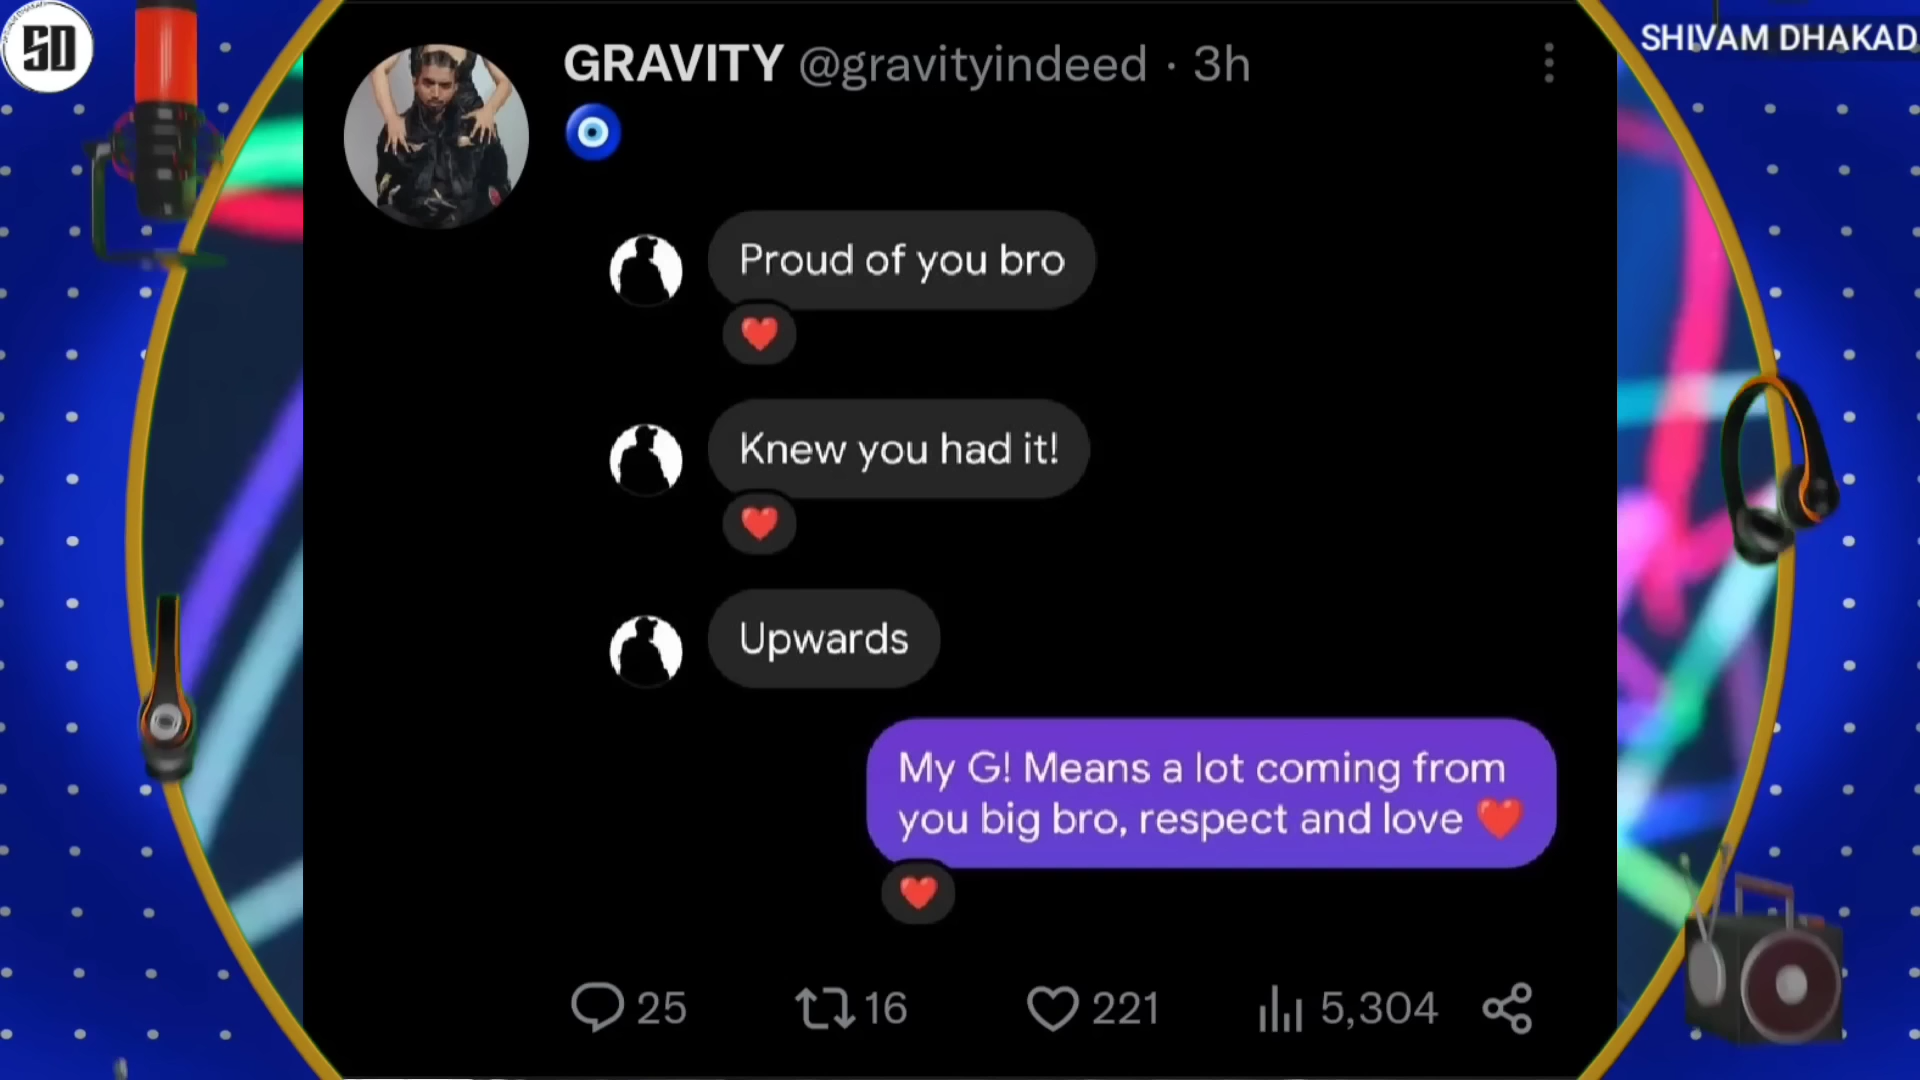 SD
SHIVAM DHAKAD
GRAVITY @gravityindeed · 3h
🧿
Proud of you bro
❤️
Knew you had it!
❤️
Upwards
My G! Means a lot coming from
you big bro, respect and love ❤️
❤️
25 16 221 5,304